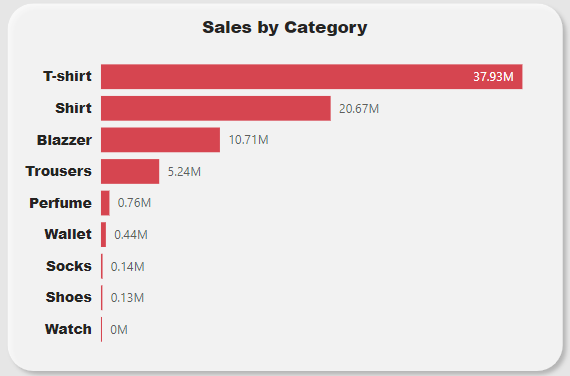 Sales by Category
T-shirt 37.93M
Shirt 20.67M
Blazzer 10.71M
Trousers 5.24M
Perfume 0.76M
Wallet 0.44M
Socks 0.14M
Shoes 0.13M
Watch 0M